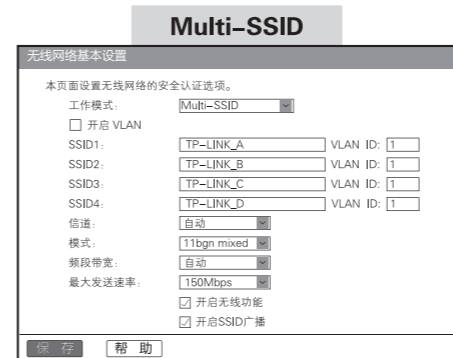 Multi-SSID
无线网络基本设置
本页面设置无线网络的安全认证选项。
工作模式: Multi-SSID
开启 VLAN
SSID1: TP-LINK_A VLAN ID: 1
SSID2: TP-LINK_B VLAN ID: 1
SSID3: TP-LINK_C VLAN ID: 1
SSID4: TP-LINK_D VLAN ID: 1
信道: 自动
模式: 11bgn mixed
频段带宽: 自动
最大发送速率: 150Mbps
开启无线功能
开启SSID广播
保 存 帮 助